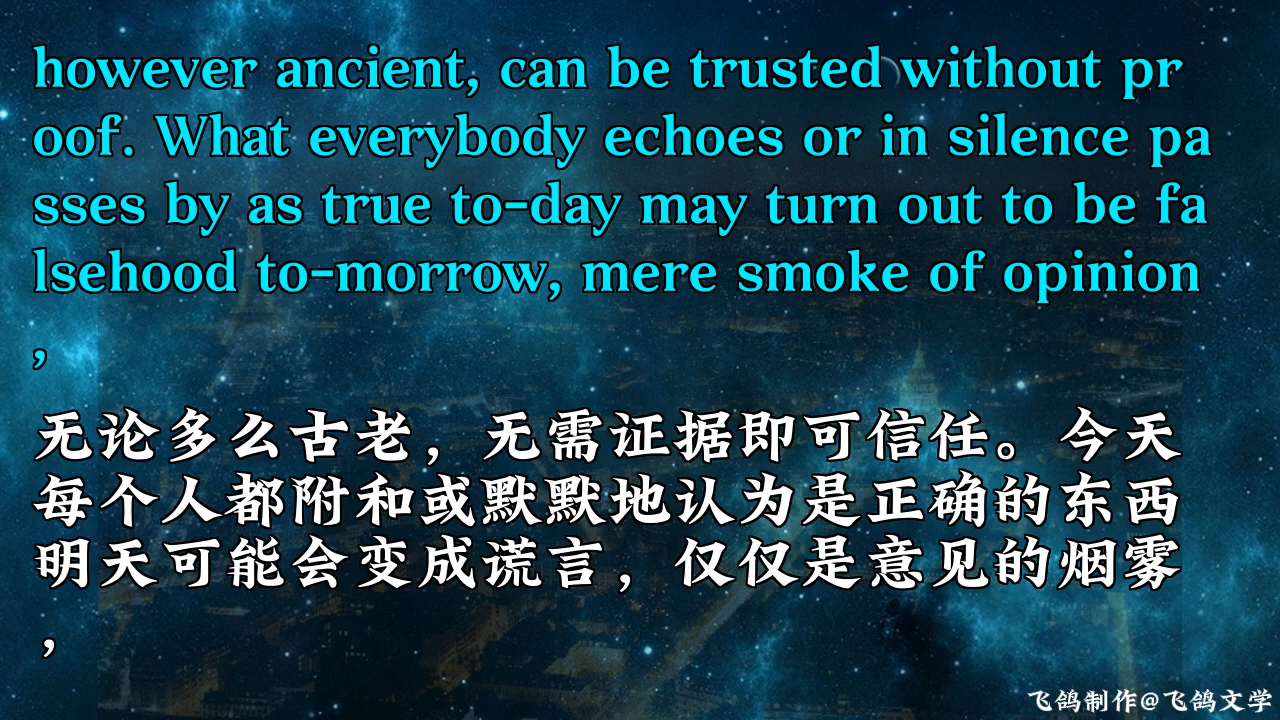 however ancient, can be trusted without pr
oof. What everybody echoes or in silence pa
sses by as true to-day may turn out to be fa
lsehood to-morrow, mere smoke of opinion
,
无论多么古老，无需证据即可信任。今天
每个人都附和或默默地认为是正确的东西
明天可能会变成谎言，仅仅是意见的烟雾
，
飞鸽制作@飞鸽文学